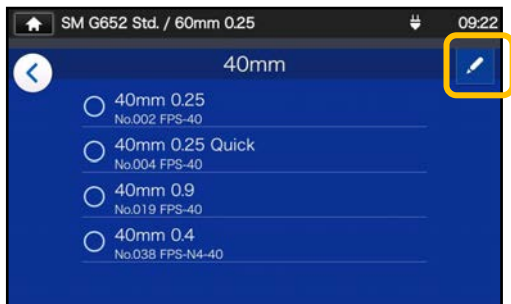 SM G652 Std. / 60mm 0.25 09:22
40mm
40mm 0.25
No.002 FPS-40
40mm 0.25 Quick
No.004 FPS-40
40mm 0.9
No.019 FPS-40
40mm 0.4
No.038 FPS-N4-40